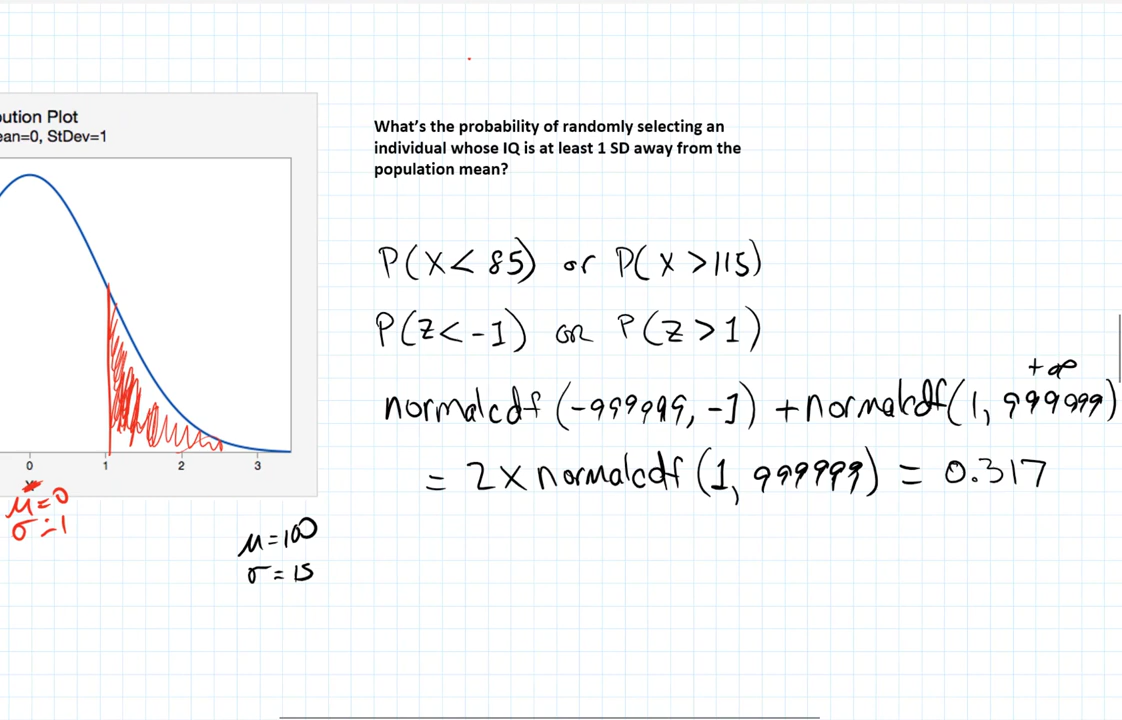 ution Plot
ean=0, StDev=1
0 1 2 3
μ=0
σ=1
μ=100
σ=15
What's the probability of randomly selecting an
individual whose IQ is at least 1 SD away from the
population mean?
P(X<85) or P(X>115)
P(Z<-1) or P(Z>1)
+∞
normalcdf(-999999,-1) +normalcdf(1, 999999)
= 2x normalcdf(1, 999999) = 0.317